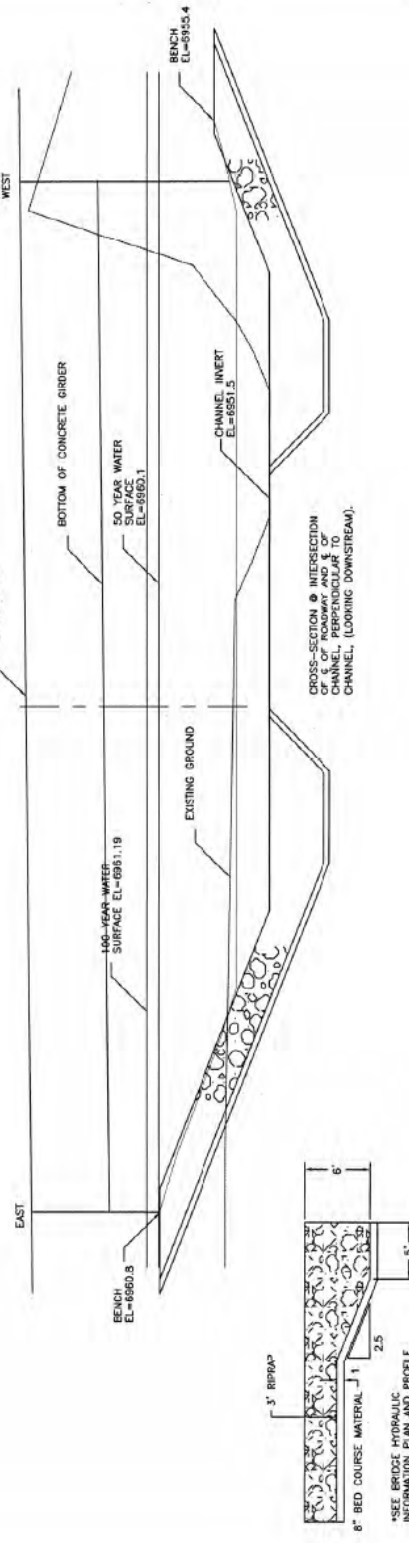 EAST
WEST
BOTTOM OF CONCRETE GIRDER
100 YEAR WATER
SURFACE EL=6961.19
50 YEAR WATER
SURFACE
EL=6960.1
BENCH
EL=6960.8
BENCH
EL=6955.4
EXISTING GROUND
CHANNEL INVERT
EL=6951.5
CROSS-SECTION @ INTERSECTION
OF ℄ OF ROADWAY AND ℄ OF
CHANNEL, PERPENDICULAR TO
CHANNEL, (LOOKING DOWNSTREAM).
3' RIPRAP
6'
8" BED COURSE MATERIAL
1
2.5
*SEE BRIDGE HYDRAULIC
INFORMATION PLAN AND PROFILE